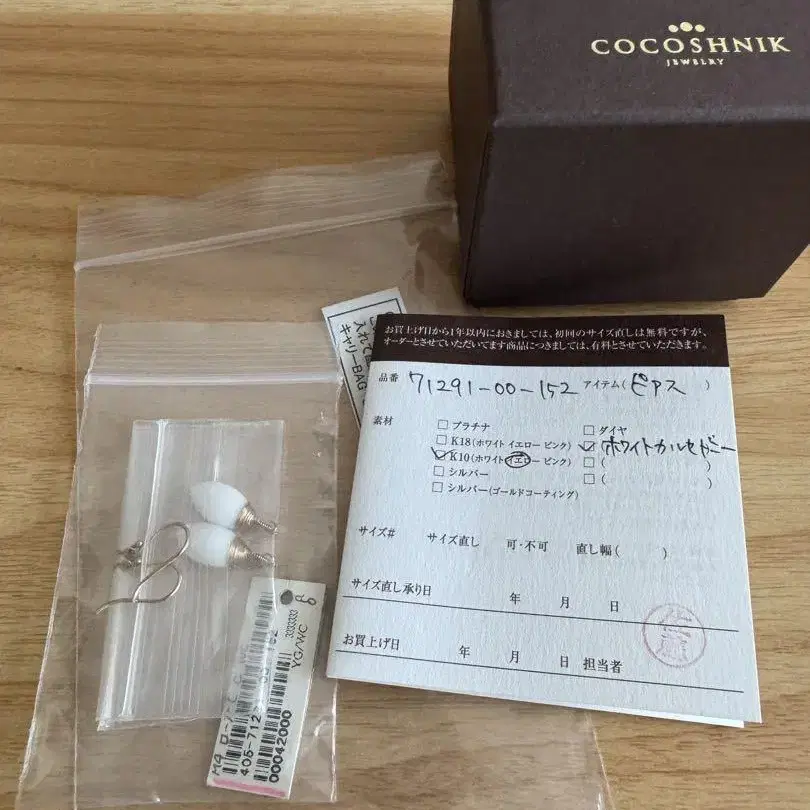 COCOSHNIK
JEWELRY
入れて
キャリーBAG
お買上げ日から1年以内におきましては、初回のサイズ直しは無料ですが、
オーダーとさせていただいてます商品につきましては、有料とさせていただきます。
品番 71291-00-152 アイテム( ピアス )
素材
□ プラチナ
□ K18(ホワイト イエロー ピンク)
□ K10(ホワイト イエロー ピンク)
□ シルバー
□ シルバー(ゴールドコーティング)
□ ダイヤ
□ ホワイトカルセドニー
□ ( )
□ ( )
サイズ# サイズ直し 可・不可 直し幅( )
サイズ直し承り日 年 月 日
お買上げ日 年 月 日 担当者
佐藤
3333333
YG/WC
405-712
00042000